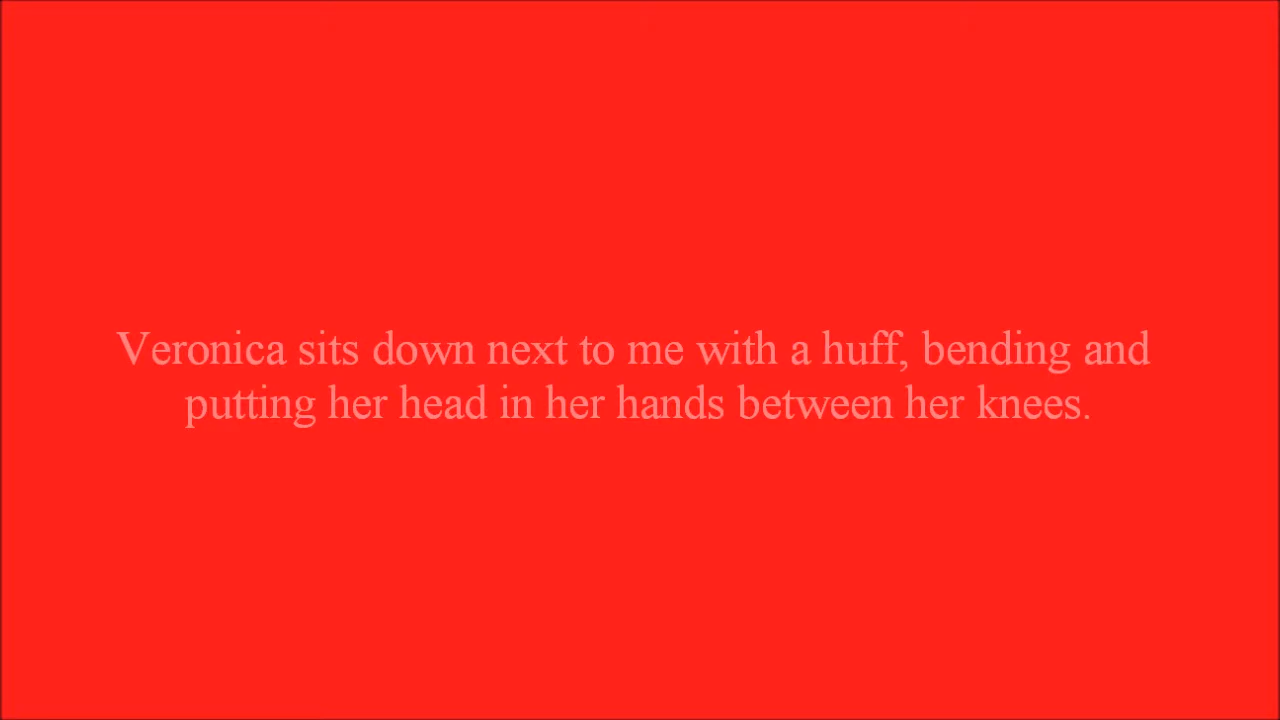 Veronica sits down next to me with a huff, bending and
putting her head in her hands between her knees.